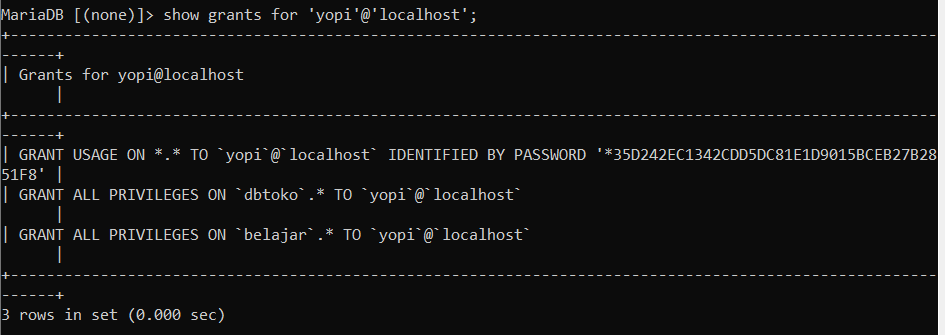 MariaDB [(none)]> show grants for 'yopi'@'localhost';
+--------------------------------------------------------------------------------------------------------
------+
| Grants for yopi@localhost
      |
+--------------------------------------------------------------------------------------------------------
------+
| GRANT USAGE ON *.* TO `yopi`@`localhost` IDENTIFIED BY PASSWORD '*35D242EC1342CDD5DC81E1D9015BCEB27B28
51F8' |
| GRANT ALL PRIVILEGES ON `dbtoko`.* TO `yopi`@`localhost`
      |
| GRANT ALL PRIVILEGES ON `belajar`.* TO `yopi`@`localhost`
      |
+--------------------------------------------------------------------------------------------------------
------+
3 rows in set (0.000 sec)